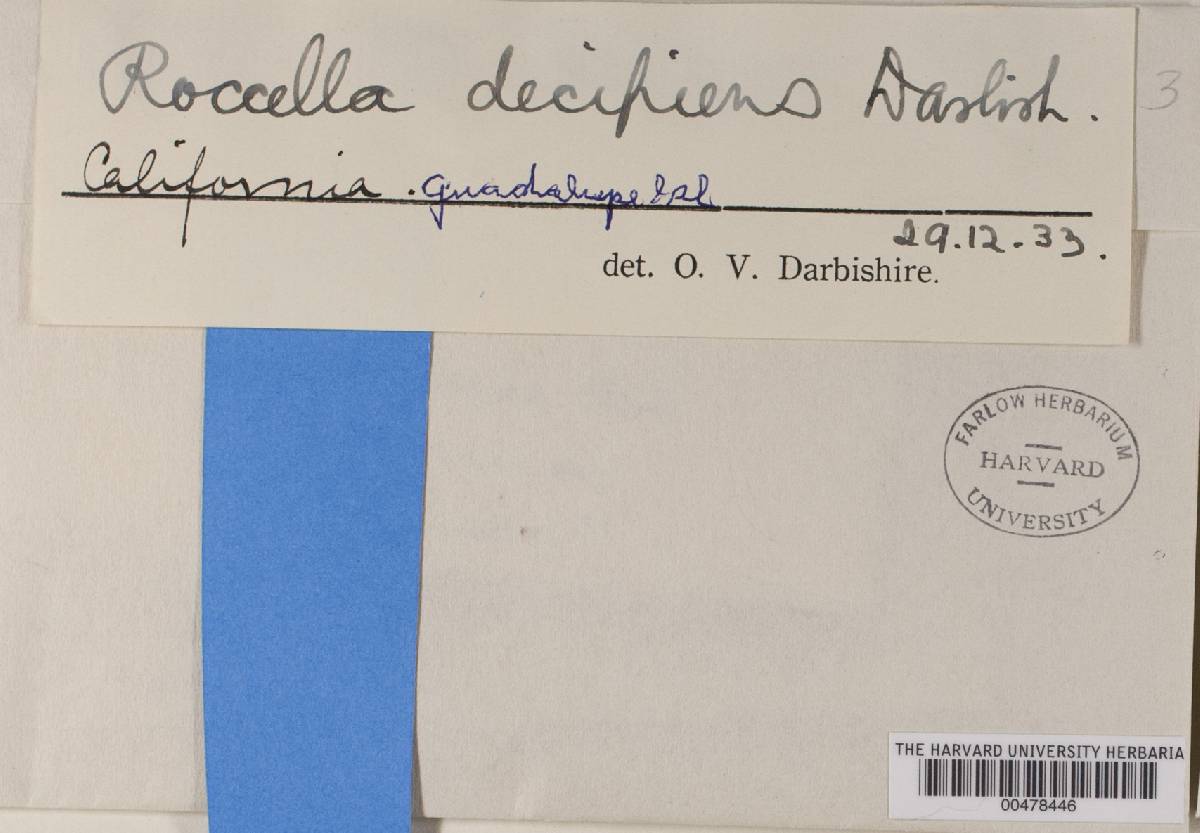 Roccella decipiens Darbish.
3
California . Guadalupe Isl
29.12.33.
det. O. V. Darbishire.
FARLOW HERBARIUM
HARVARD
UNIVERSITY
THE HARVARD UNIVERSITY HERBARIA
00478446